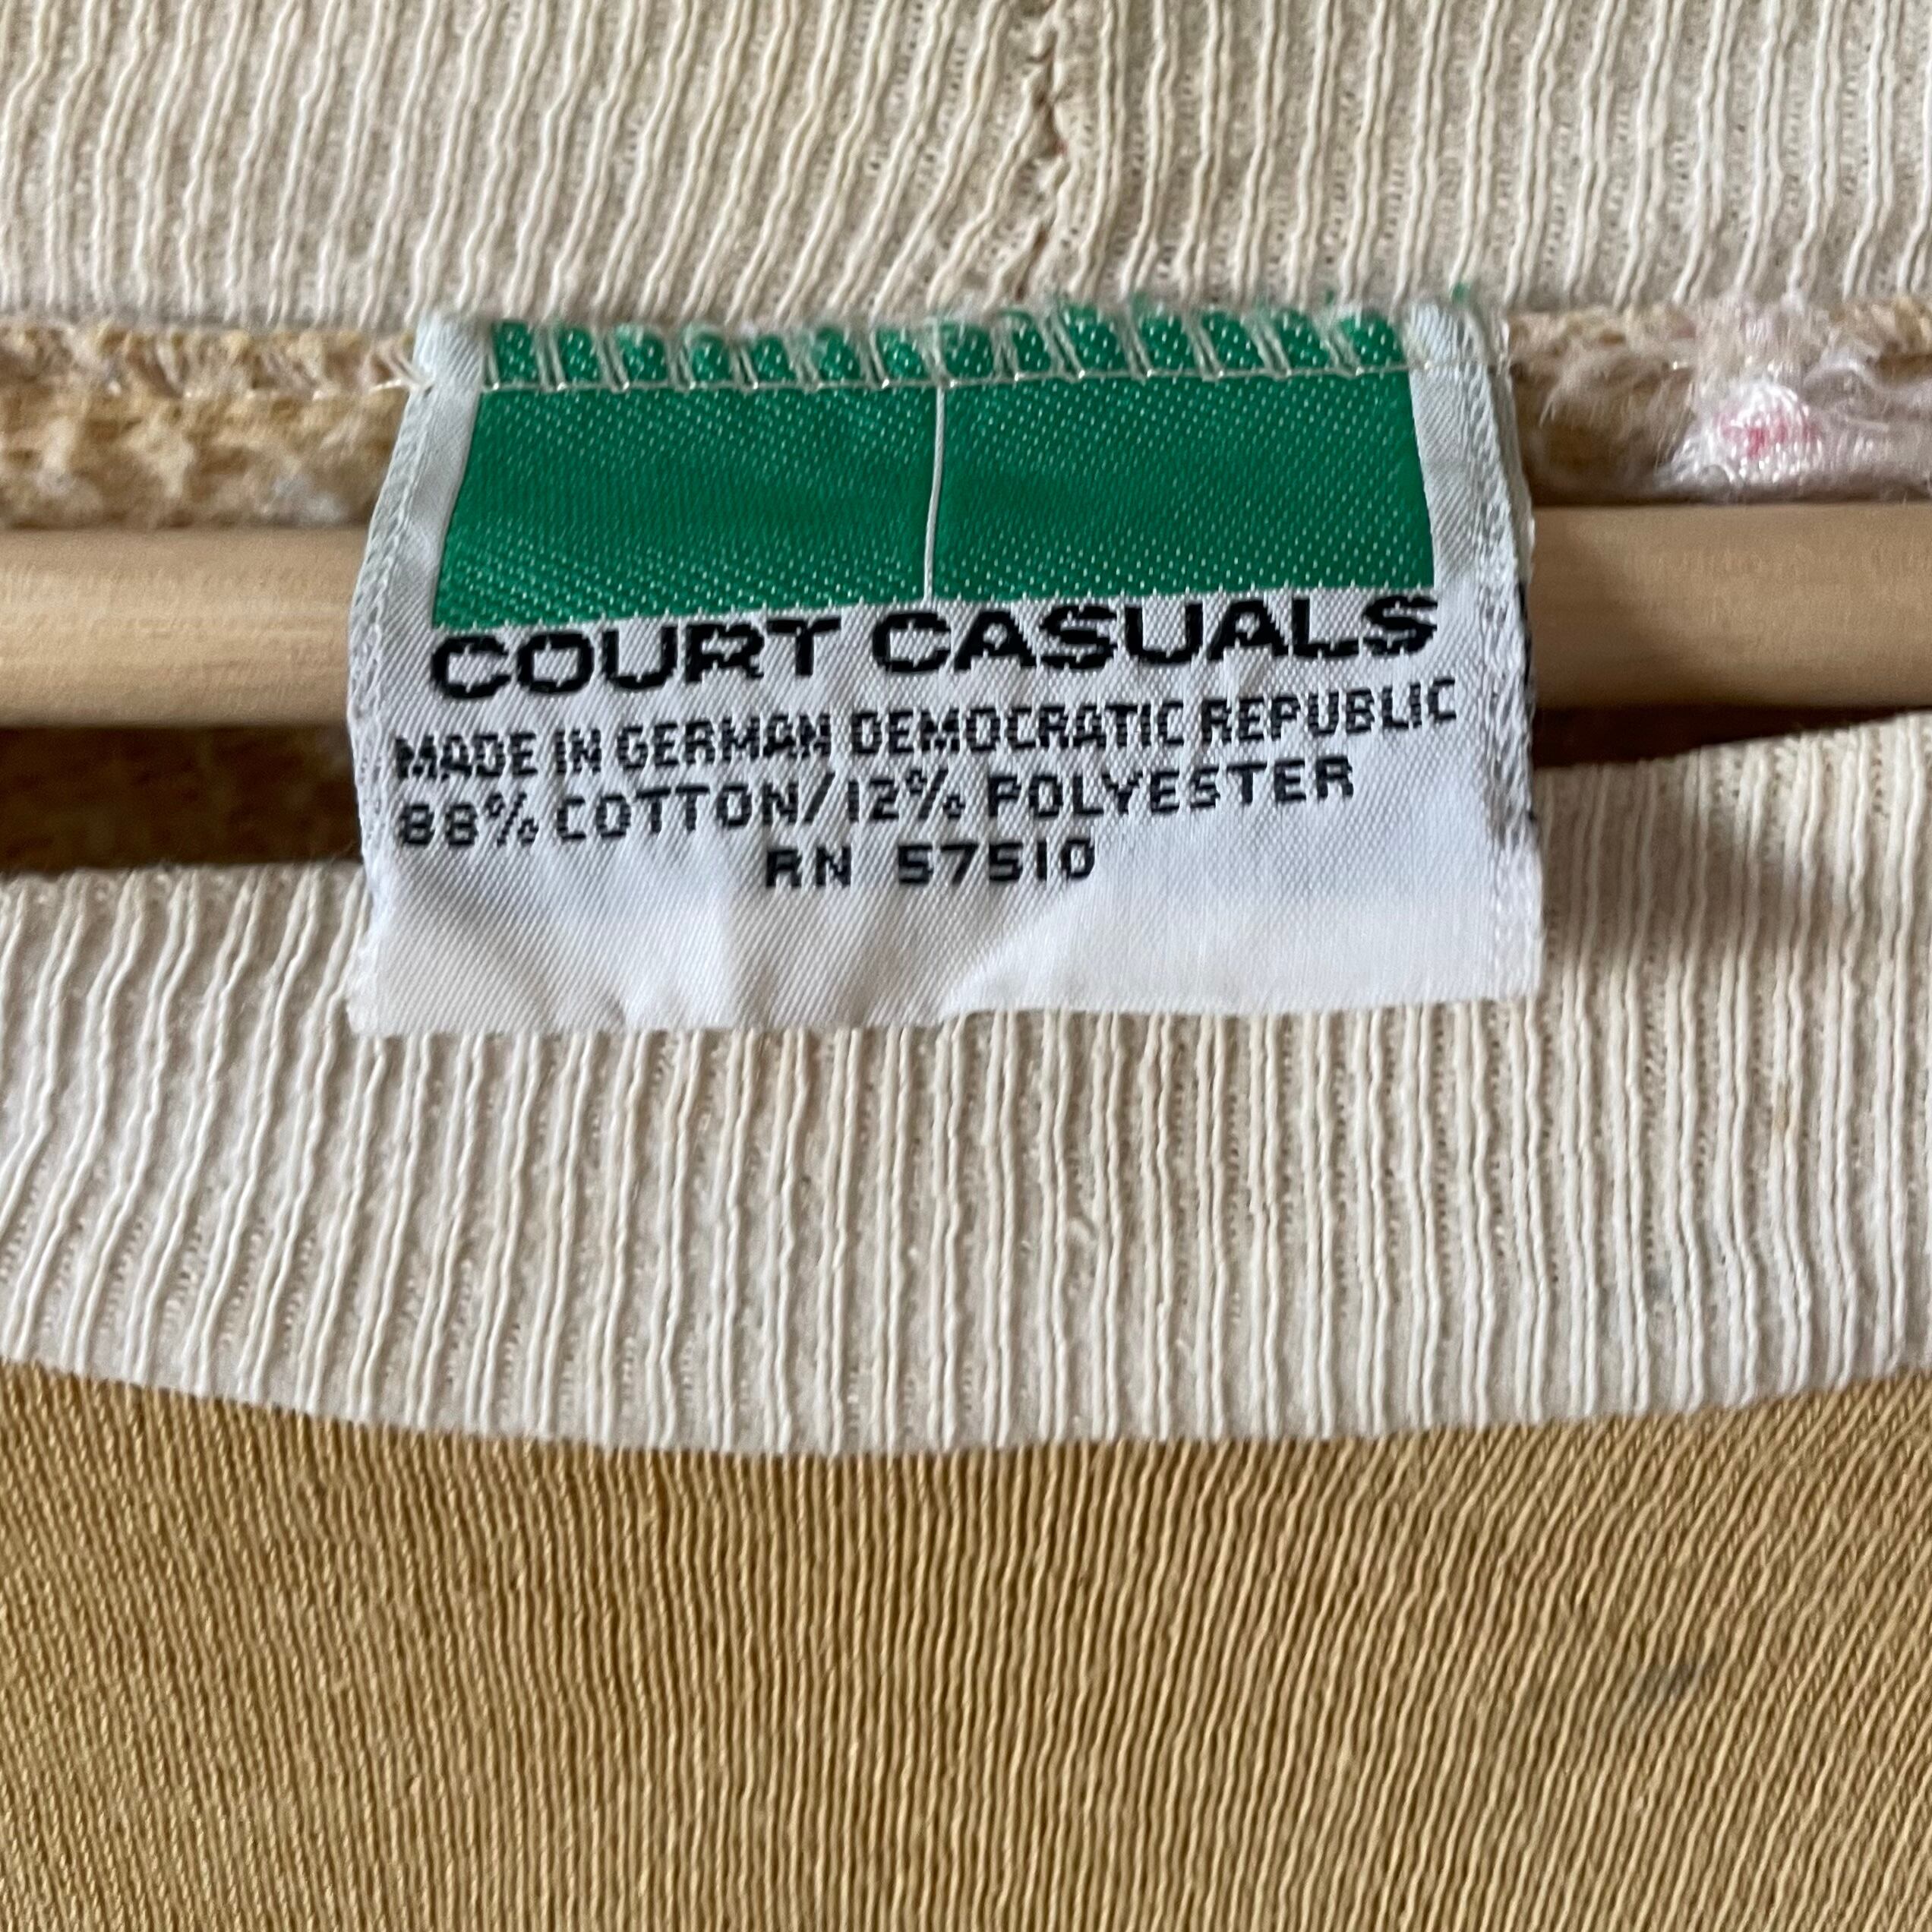 COURT CASUALS
MADE IN GERMAN DEMOCRATIC REPUBLIC
88% COTTON/12% POLYESTER
RN 57510